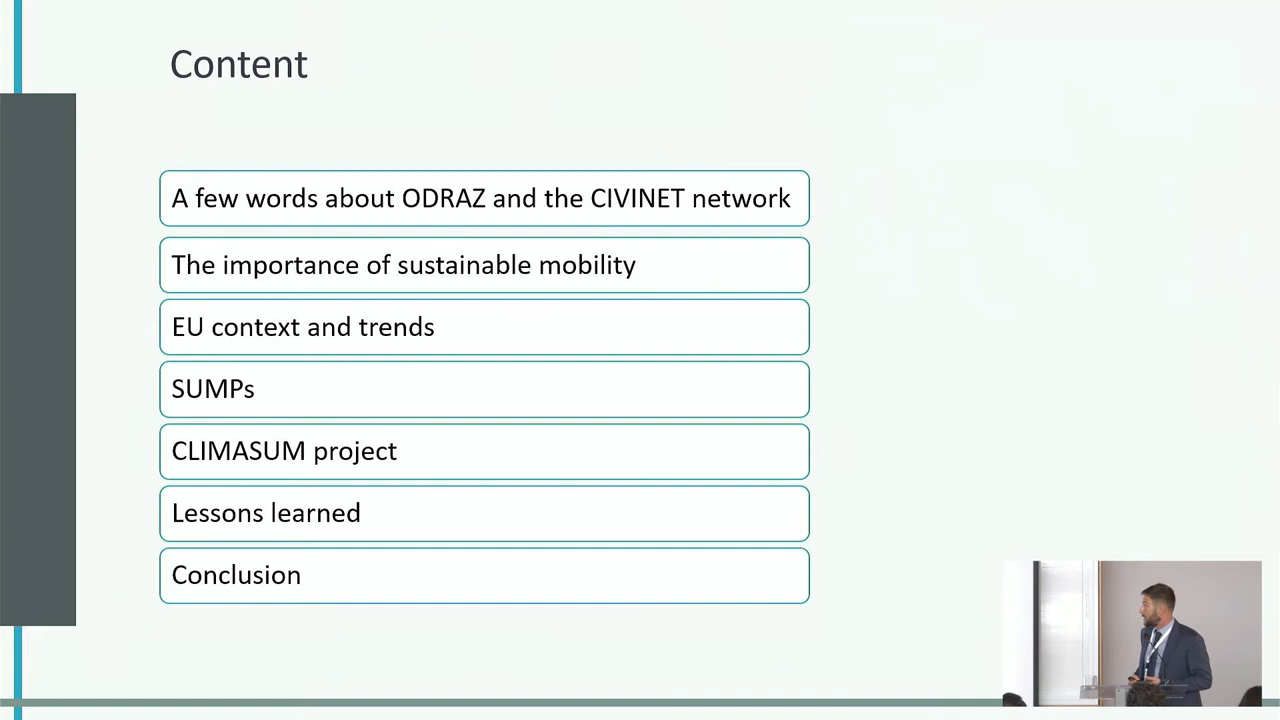 Content
A few words about ODRAZ and the CIVINET network
The importance of sustainable mobility
EU context and trends
SUMPs
CLIMASUM project
Lessons learned
Conclusion